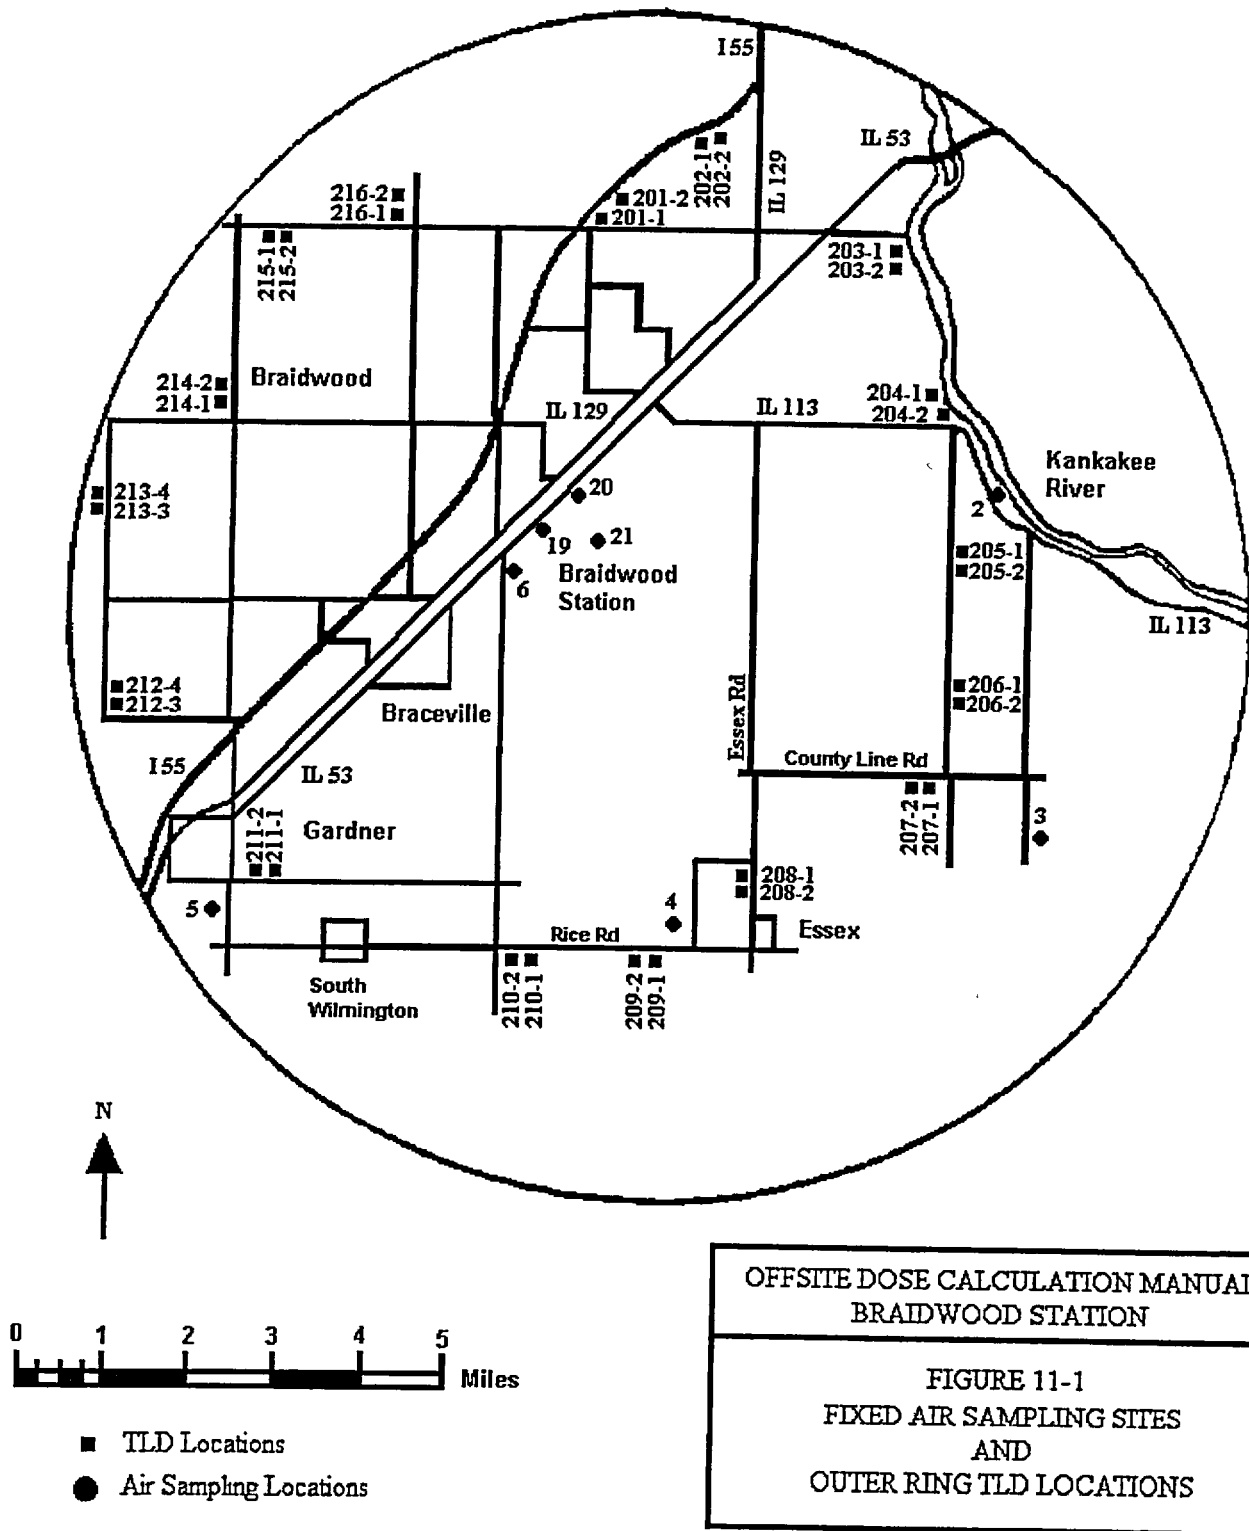 I 55
IL 53
202-1
202-2
IL 129
216-2
216-1
201-2
201-1
215-1
215-2
203-1
203-2
214-2
214-1
Braidwood
IL 129
IL 113
204-1
204-2
Kankakee
River
213-4
213-3
20
2
19
21
6
Braidwood
Station
205-1
205-2
IL 113
212-4
212-3
Braceville
206-1
206-2
Essex Rd
County Line Rd
I 55
IL 53
211-2
211-1
Gardner
207-2
207-1
3
208-1
208-2
5
4
Rice Rd
Essex
South
Wilmington
210-2
210-1
209-2
209-1
N
0 1 2 3 4 5
Miles
TLD Locations
Air Sampling Locations
OFFSITE DOSE CALCULATION MANUAL
BRAIDWOOD STATION
FIGURE 11-1
FIXED AIR SAMPLING SITES
AND
OUTER RING TLD LOCATIONS